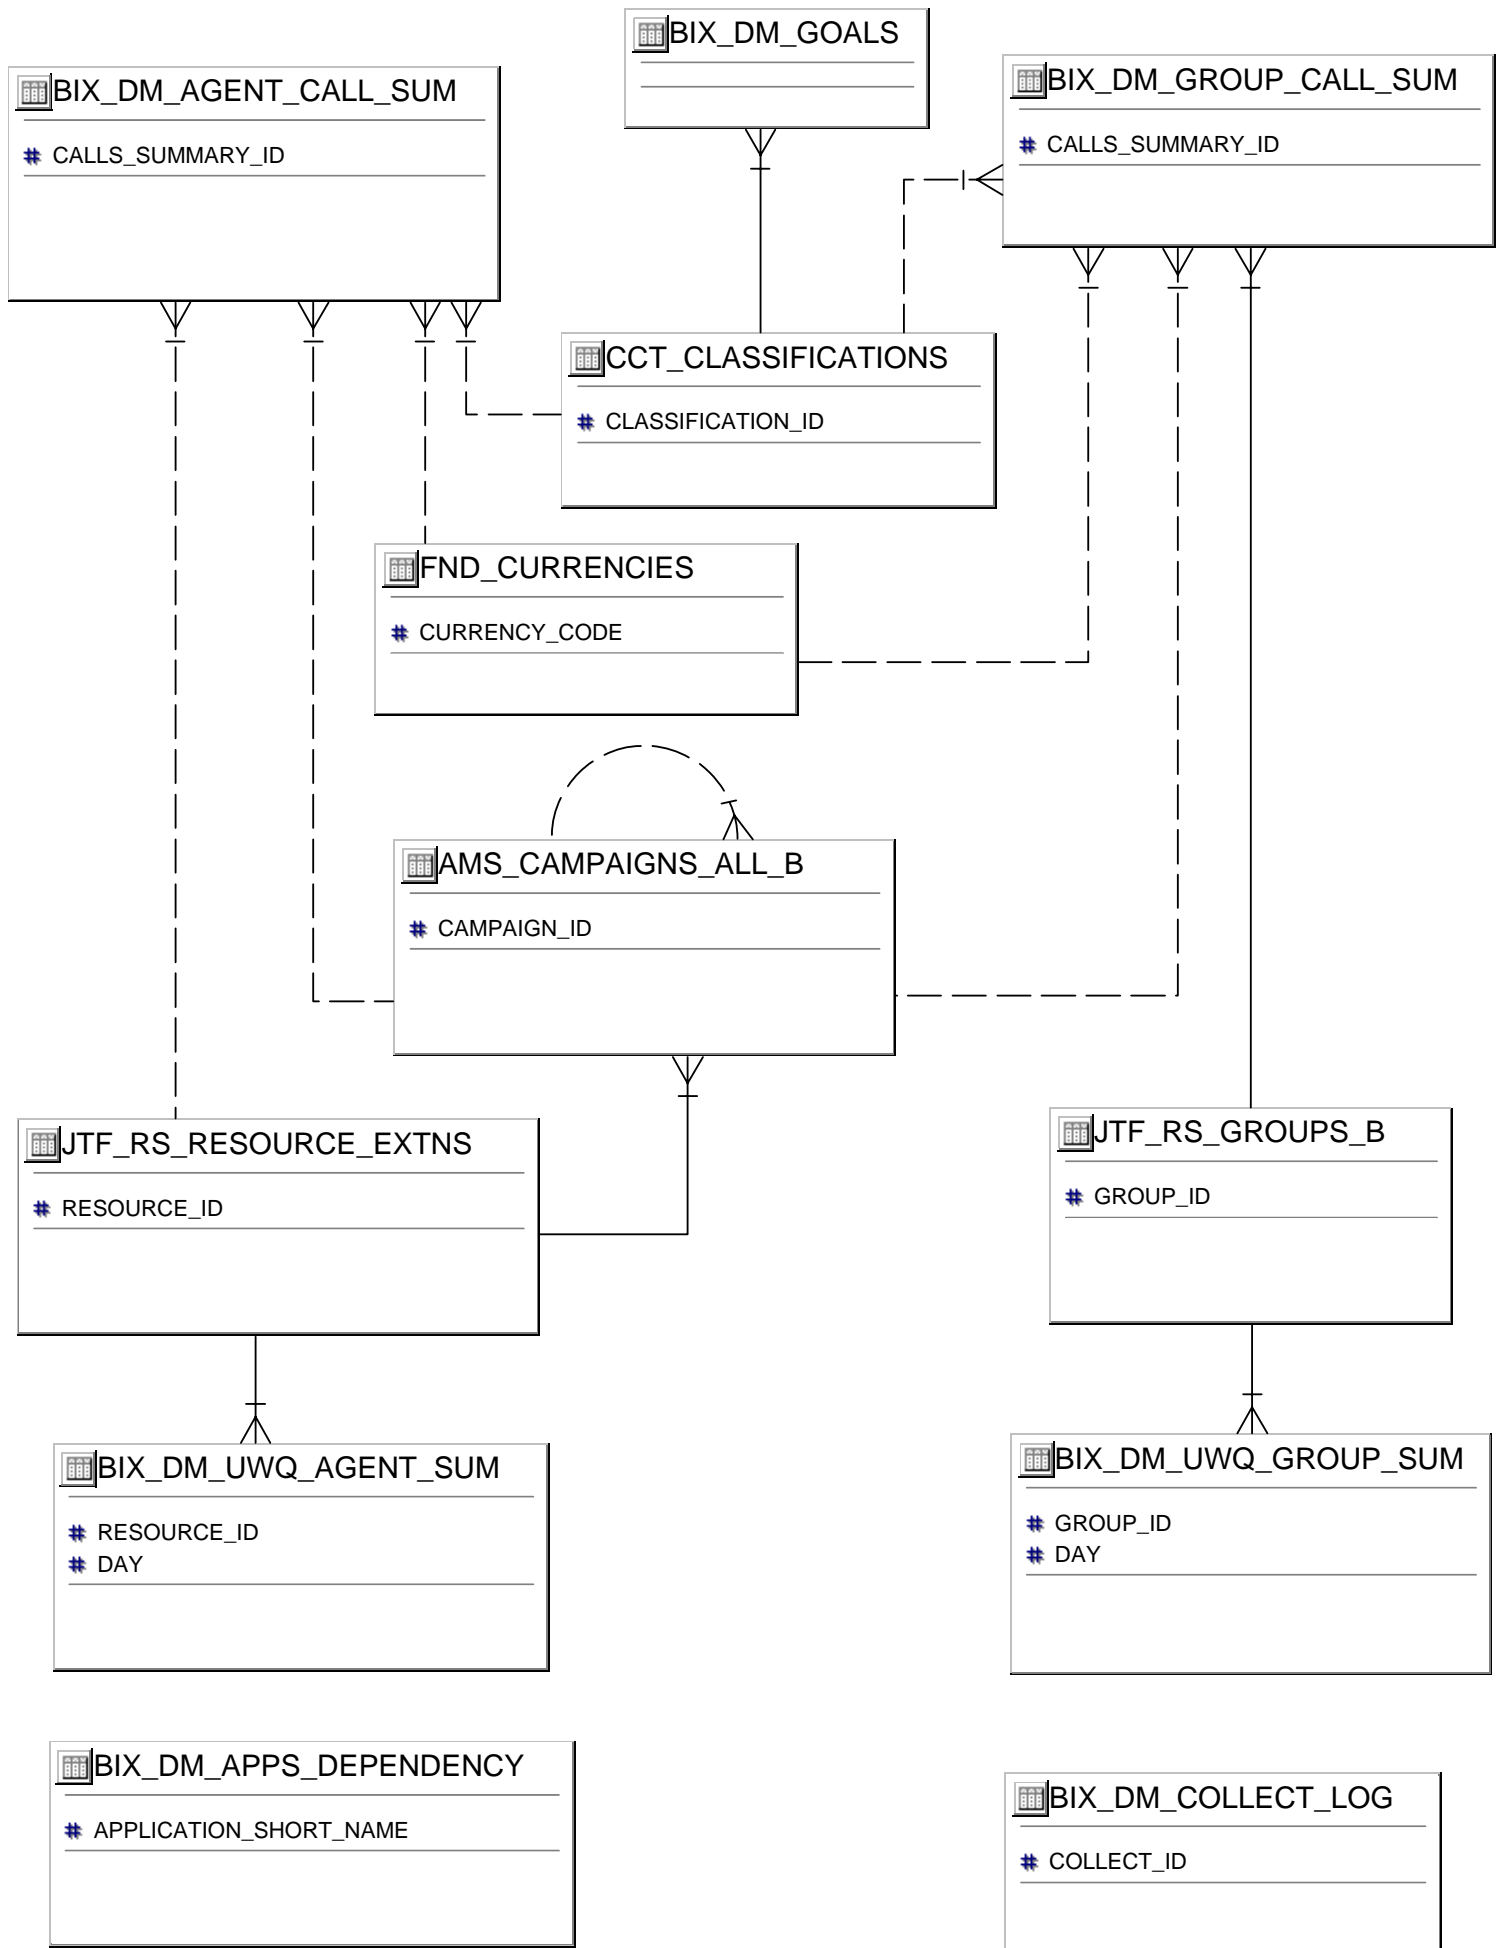 BIX_DM_GOALS
BIX_DM_AGENT_CALL_SUM
# CALLS_SUMMARY_ID
BIX_DM_GROUP_CALL_SUM
# CALLS_SUMMARY_ID
CCT_CLASSIFICATIONS
# CLASSIFICATION_ID
FND_CURRENCIES
# CURRENCY_CODE
AMS_CAMPAIGNS_ALL_B
# CAMPAIGN_ID
JTF_RS_RESOURCE_EXTNS
# RESOURCE_ID
JTF_RS_GROUPS_B
# GROUP_ID
BIX_DM_UWQ_AGENT_SUM
# RESOURCE_ID
# DAY
BIX_DM_UWQ_GROUP_SUM
# GROUP_ID
# DAY
BIX_DM_APPS_DEPENDENCY
# APPLICATION_SHORT_NAME
BIX_DM_COLLECT_LOG
# COLLECT_ID